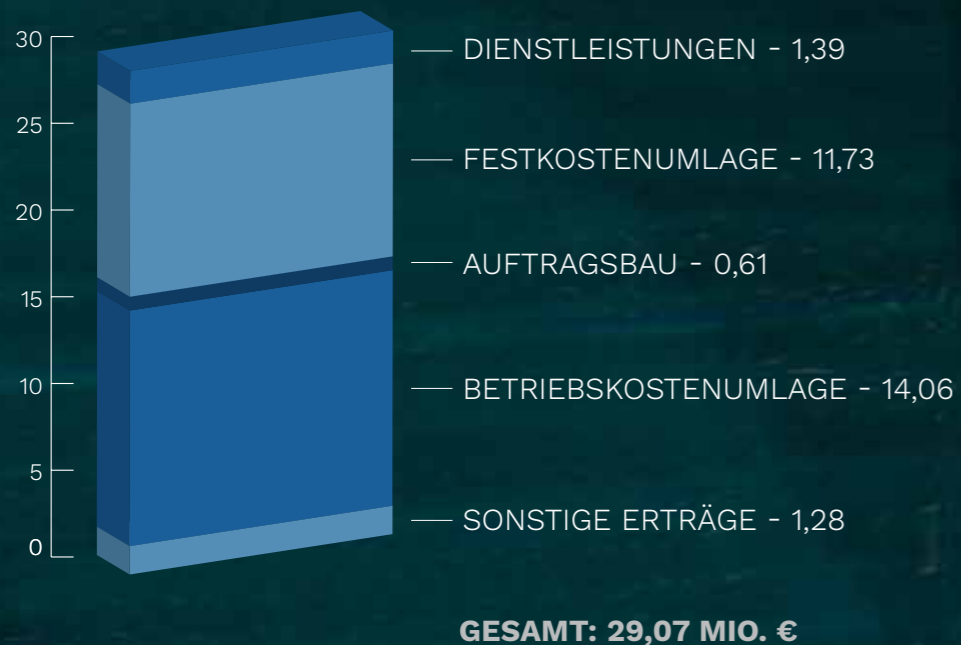 30
25
20
15
10
5
0
DIENSTLEISTUNGEN - 1,39
FESTKOSTENUMLAGE - 11,73
AUFTRAGSBAU - 0,61
BETRIEBSKOSTENUMLAGE - 14,06
SONSTIGE ERTRÄGE - 1,28
GESAMT: 29,07 MIO. €